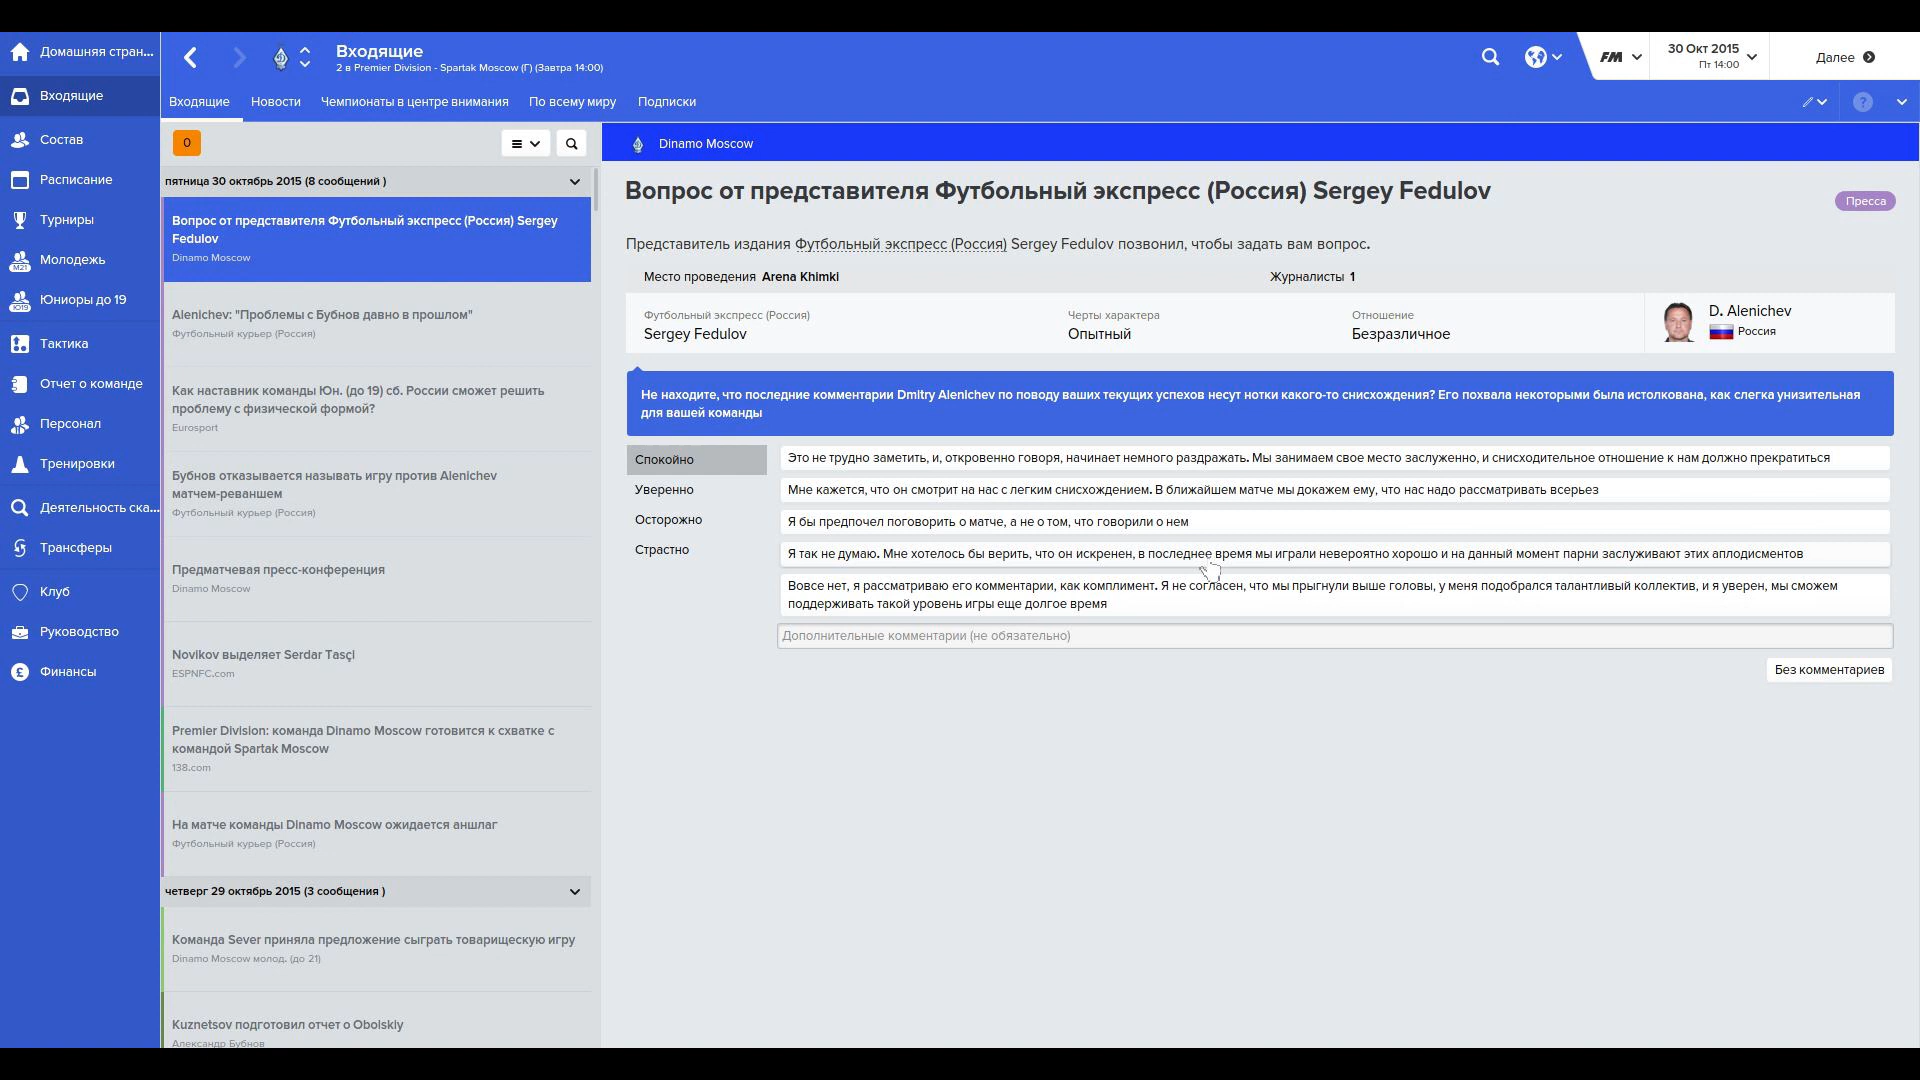 Домашняя стран...
Входящие
Состав
Расписание
Турниры
Молодежь
М21
Юниоры до 19
Ю19
Тактика
Отчет о команде
Персонал
Тренировки
Деятельность ска...
Трансферы
Клуб
Руководство
Финансы
Входящие
2 в Premier Division - Spartak Moscow (Г) (Завтра 14:00)
FM
30 Окт 2015
Пт 14:00
Далее
Входящие Новости Чемпионаты в центре внимания По всему миру Подписки
?
0
пятница 30 октябрь 2015 (8 сообщений )
Вопрос от представителя Футбольный экспресс (Россия) Sergey
Fedulov
Dinamo Moscow
Alenichev: "Проблемы с Бубнов давно в прошлом"
Футбольный курьер (Россия)
Как наставник команды Юн. (до 19) сб. России сможет решить
проблему с физической формой?
Eurosport
Бубнов отказывается называть игру против Alenichev
матчем-реваншем
Футбольный курьер (Россия)
Предматчевая пресс-конференция
Dinamo Moscow
Novikov выделяет Serdar Tasçi
ESPNFC.com
Premier Division: команда Dinamo Moscow готовится к схватке с
командой Spartak Moscow
138.com
На матче команды Dinamo Moscow ожидается аншлаг
Футбольный курьер (Россия)
четверг 29 октябрь 2015 (3 сообщения )
Команда Sever приняла предложение сыграть товарищескую игру
Dinamo Moscow молод. (до 21)
Kuznetsov подготовил отчет о Obolskiy
Александр Бубнов
Dinamo Moscow
Вопрос от представителя Футбольный экспресс (Россия) Sergey Fedulov
Пресса
Представитель издания Футбольный экспресс (Россия) Sergey Fedulov позвонил, чтобы задать вам вопрос.
Место проведения Arena Khimki
Журналисты 1
Футбольный экспресс (Россия)
Sergey Fedulov
Черты характера
Опытный
Отношение
Безразличное
D. Alenichev
Россия
Не находите, что последние комментарии Dmitry Alenichev по поводу ваших текущих успехов несут нотки какого-то снисхождения? Его похвала некоторыми была истолкована, как слегка унизительная
для вашей команды
Спокойно
Уверенно
Осторожно
Страстно
Это не трудно заметить, и, откровенно говоря, начинает немного раздражать. Мы занимаем свое место заслуженно, и снисходительное отношение к нам должно прекратиться
Мне кажется, что он смотрит на нас с легким снисхождением. В ближайшем матче мы докажем ему, что нас надо рассматривать всерьез
Я бы предпочел поговорить о матче, а не о том, что говорили о нем
Я так не думаю. Мне хотелось бы верить, что он искренен, в последнее время мы играли невероятно хорошо и на данный момент парни заслуживают этих аплодисментов
Вовсе нет, я рассматриваю его комментарии, как комплимент. Я не согласен, что мы прыгнули выше головы, у меня подобрался талантливый коллектив, и я уверен, мы сможем
поддерживать такой уровень игры еще долгое время
Дополнительные комментарии (не обязательно)
Без комментариев